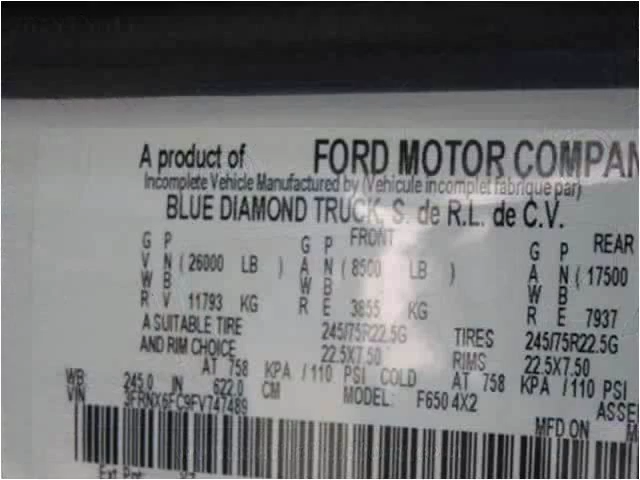 A product of FORD MOTOR COMPAN
Incomplete Vehicle Manufactured by (Vehicule incomplet fabrique par)
BLUE DIAMOND TRUCK, S. de R.L. de C.V.
G P G P FRONT G P REAR
V N ( 26000 LB ) A N ( 8500 LB ) A N ( 17500
W B W B W B
R V 11793 KG R E 3855 KG R E 7937
A SUITABLE TIRE 245/75R22.5G TIRES 245/75R22.5G
AND RIM CHOICE 22.5X7.50 RIMS 22.5X7.50
AT 758 KPA /110 PSI COLD AT 758 KPA /110 PSI
WB 245.0 IN 622.0 CM MODEL: F650 4X2 ASSE
VIN 3FRNX6FC9FV747489 MFD ON M
Ext Pnt: